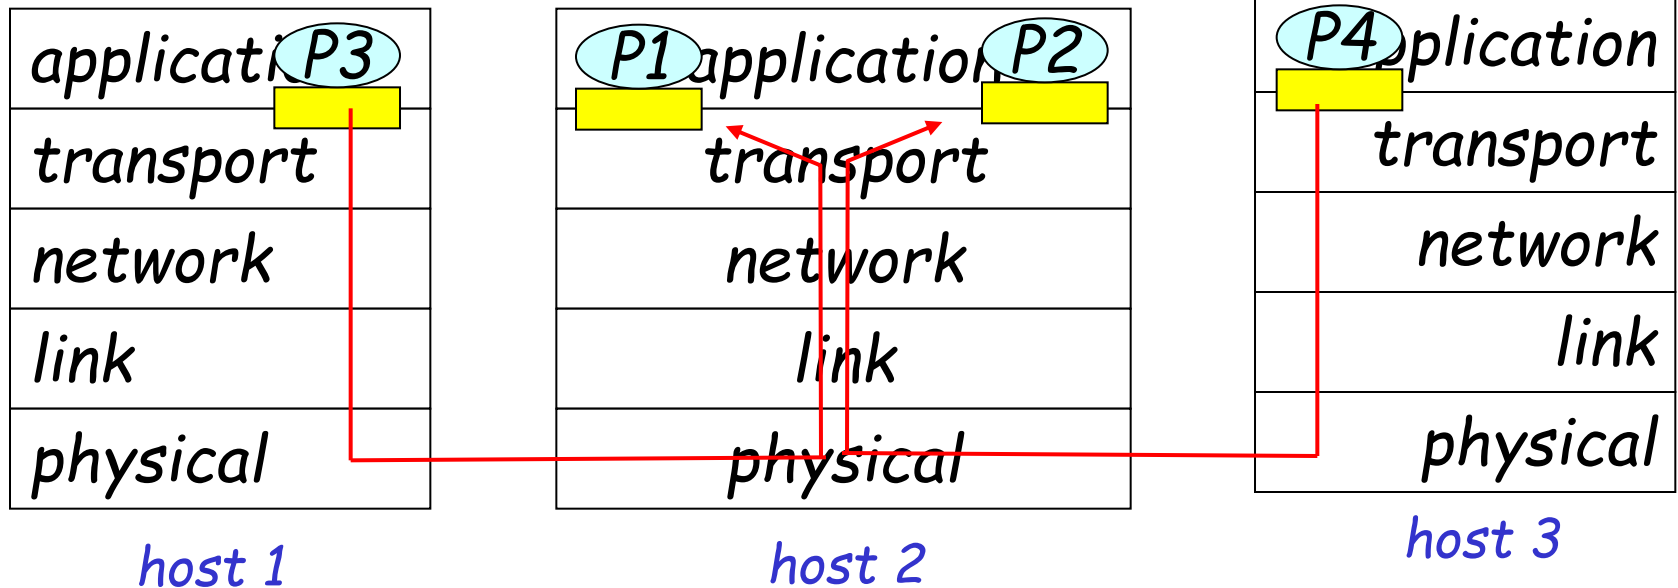 applicati P3
transport
network
link
physical
host 1
P1 application P2
transport
network
link
physical
host 2
P4 pplication
transport
network
link
physical
host 3